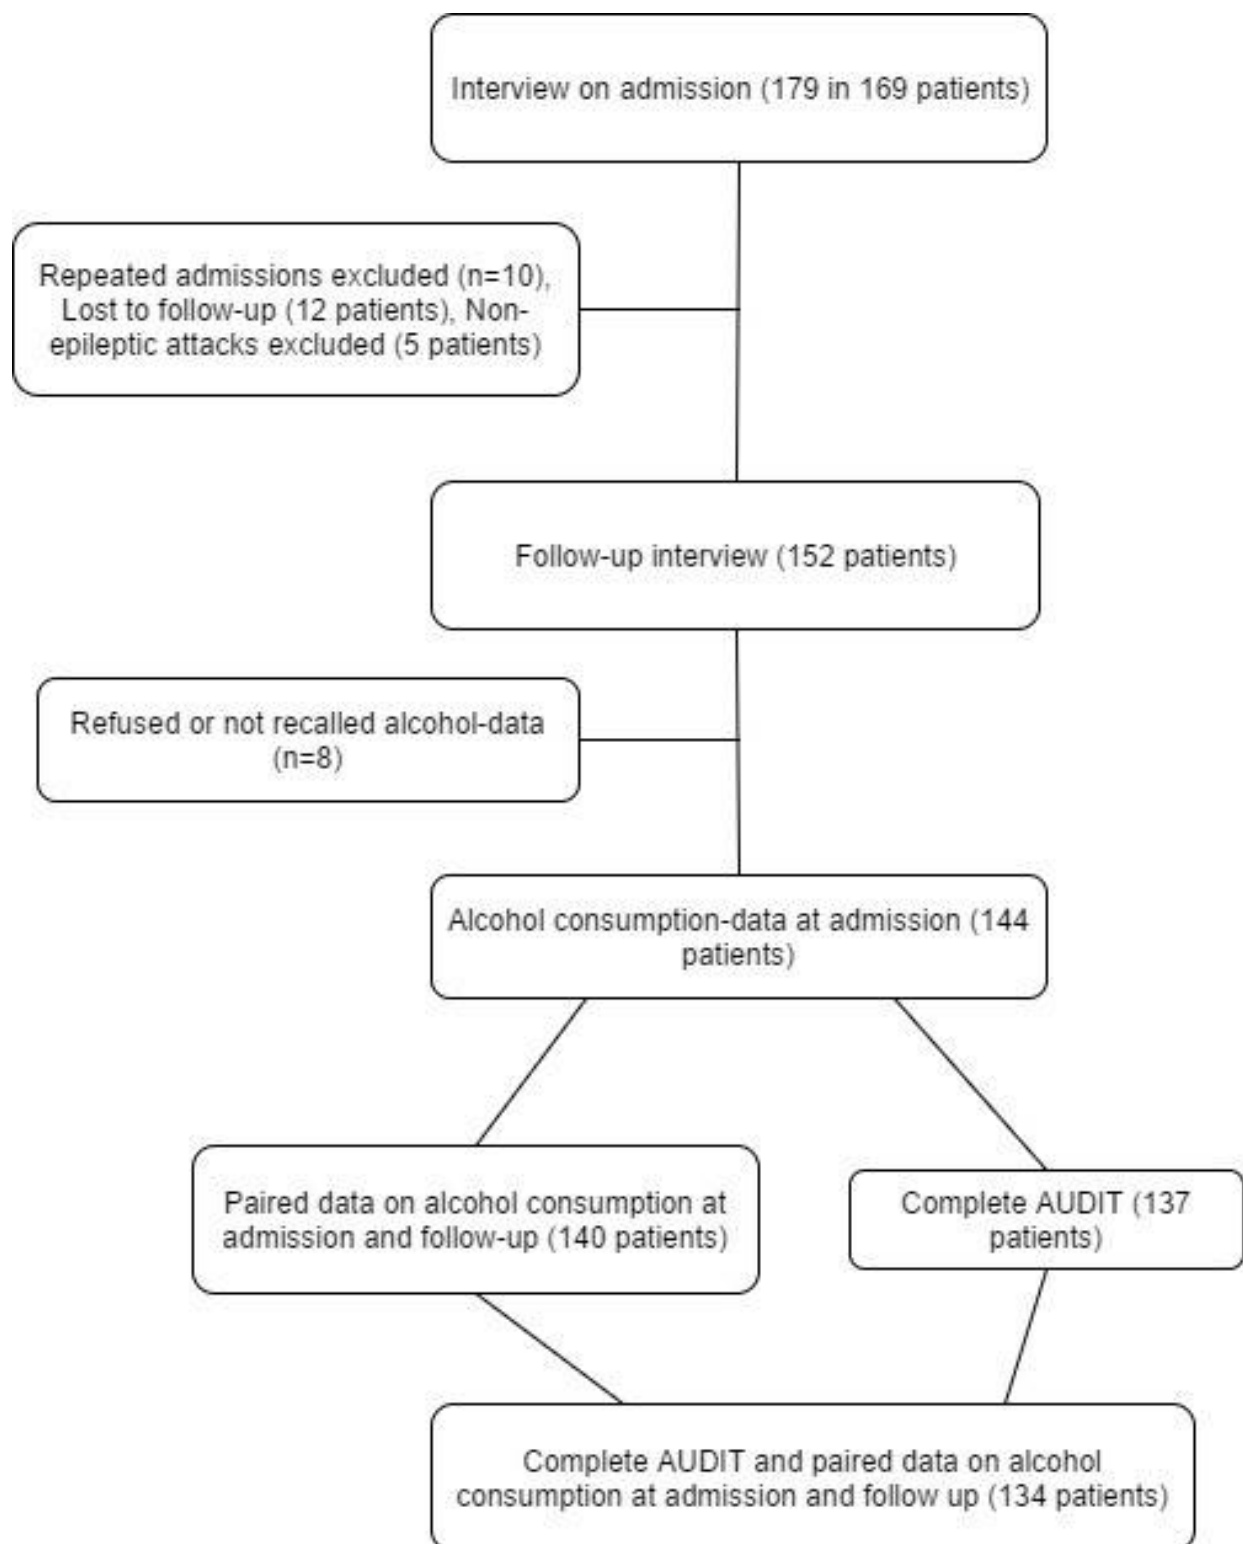 Interview on admission (179 in 169 patients)
Repeated admissions excluded (n=10),
Lost to follow-up (12 patients), Non-
epileptic attacks excluded (5 patients)
Follow-up interview (152 patients)
Refused or not recalled alcohol-data
(n=8)
Alcohol consumption-data at admission (144
patients)
Paired data on alcohol consumption at
admission and follow-up (140 patients)
Complete AUDIT (137
patients)
Complete AUDIT and paired data on alcohol
consumption at admission and follow up (134 patients)